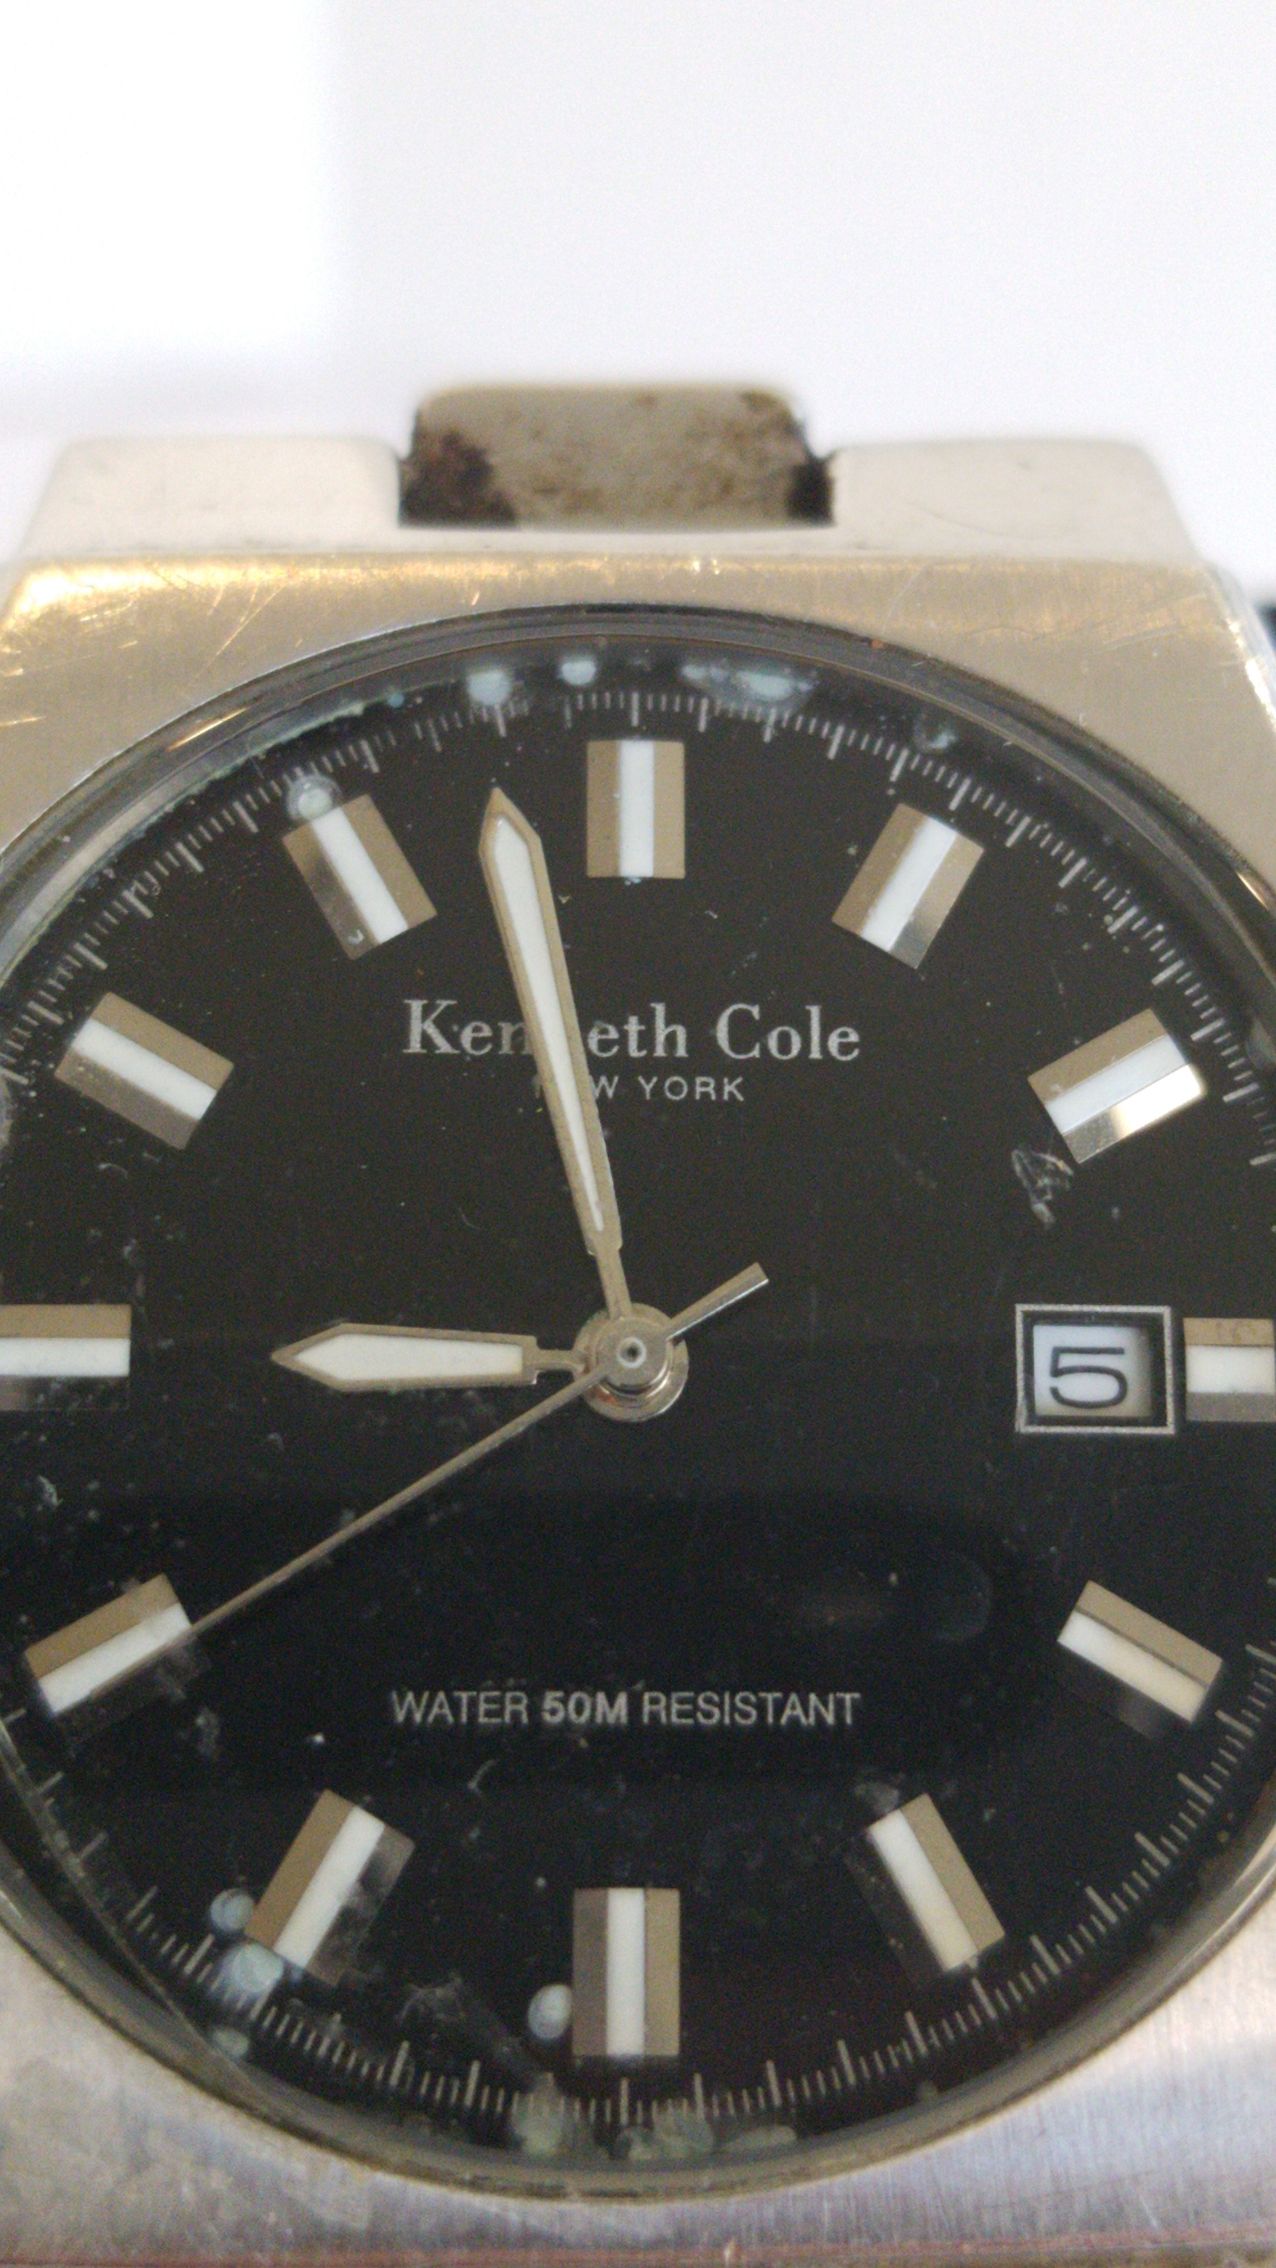 Kenneth Cole
NEW YORK
5
WATER 50M RESISTANT